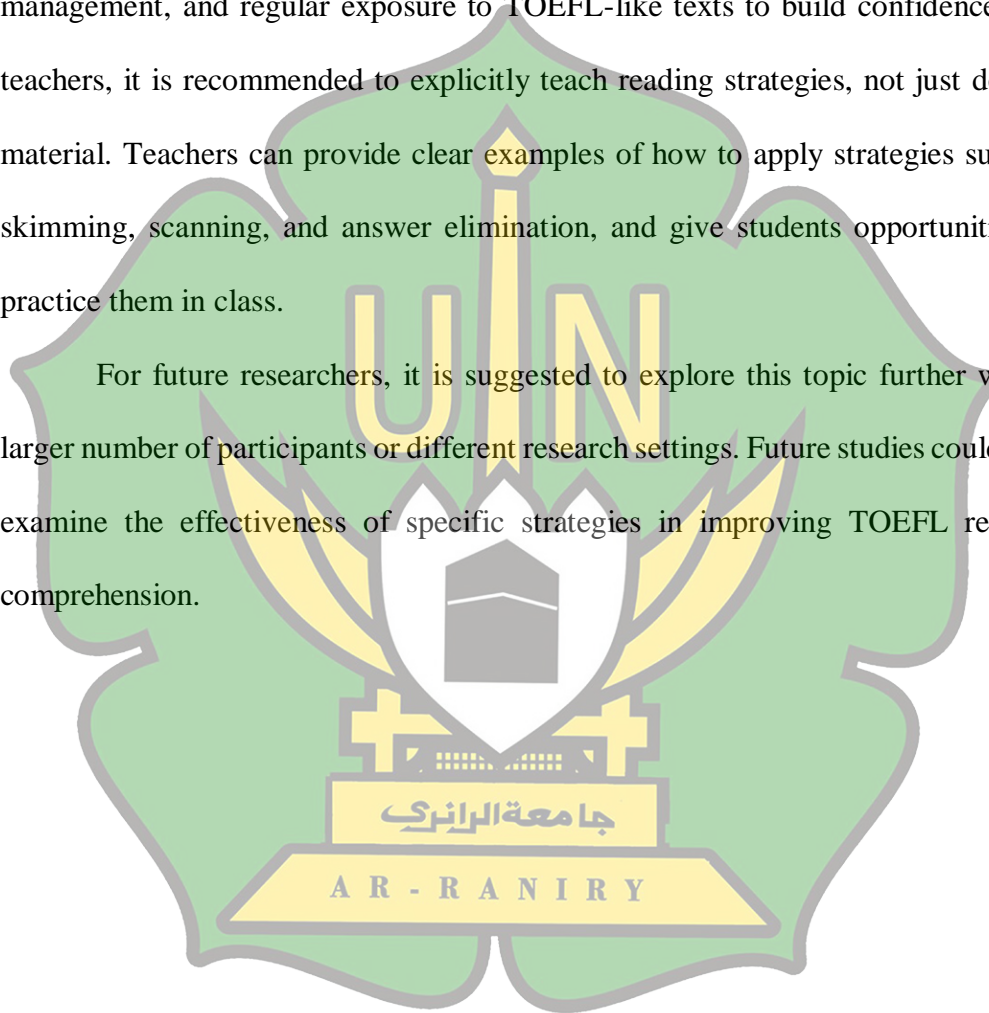 management, and regular exposure to TOEFL-like texts to build confidence
teachers, it is recommended to explicitly teach reading strategies, not just
material. Teachers can provide clear examples of how to apply strategies
skimming, scanning, and answer elimination, and give students
practice them in class.
For future researchers, it is suggested to explore this topic further
larger number of participants or different research settings. Future studies could
examine the effectiveness of specific strategies in improving TOEFL
comprehension.
UIN
جامعة الرانري
AR-RANIRY